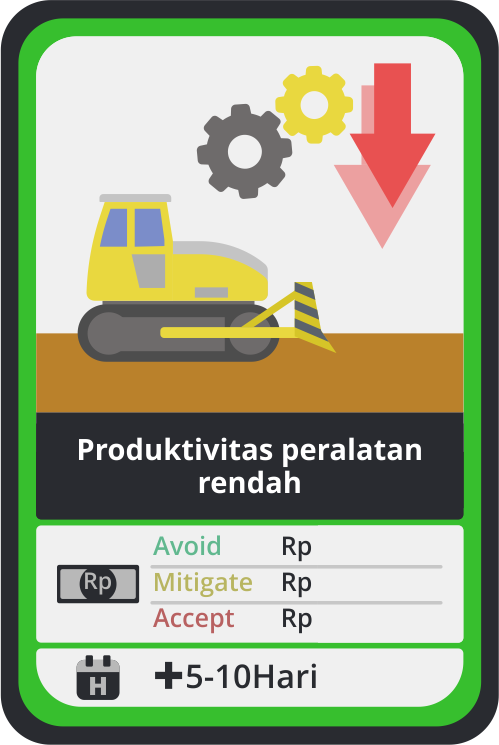 Produktivitas peralatan
rendah
Avoid Rp
Rp Mitigate Rp
Accept Rp
H +5-10Hari